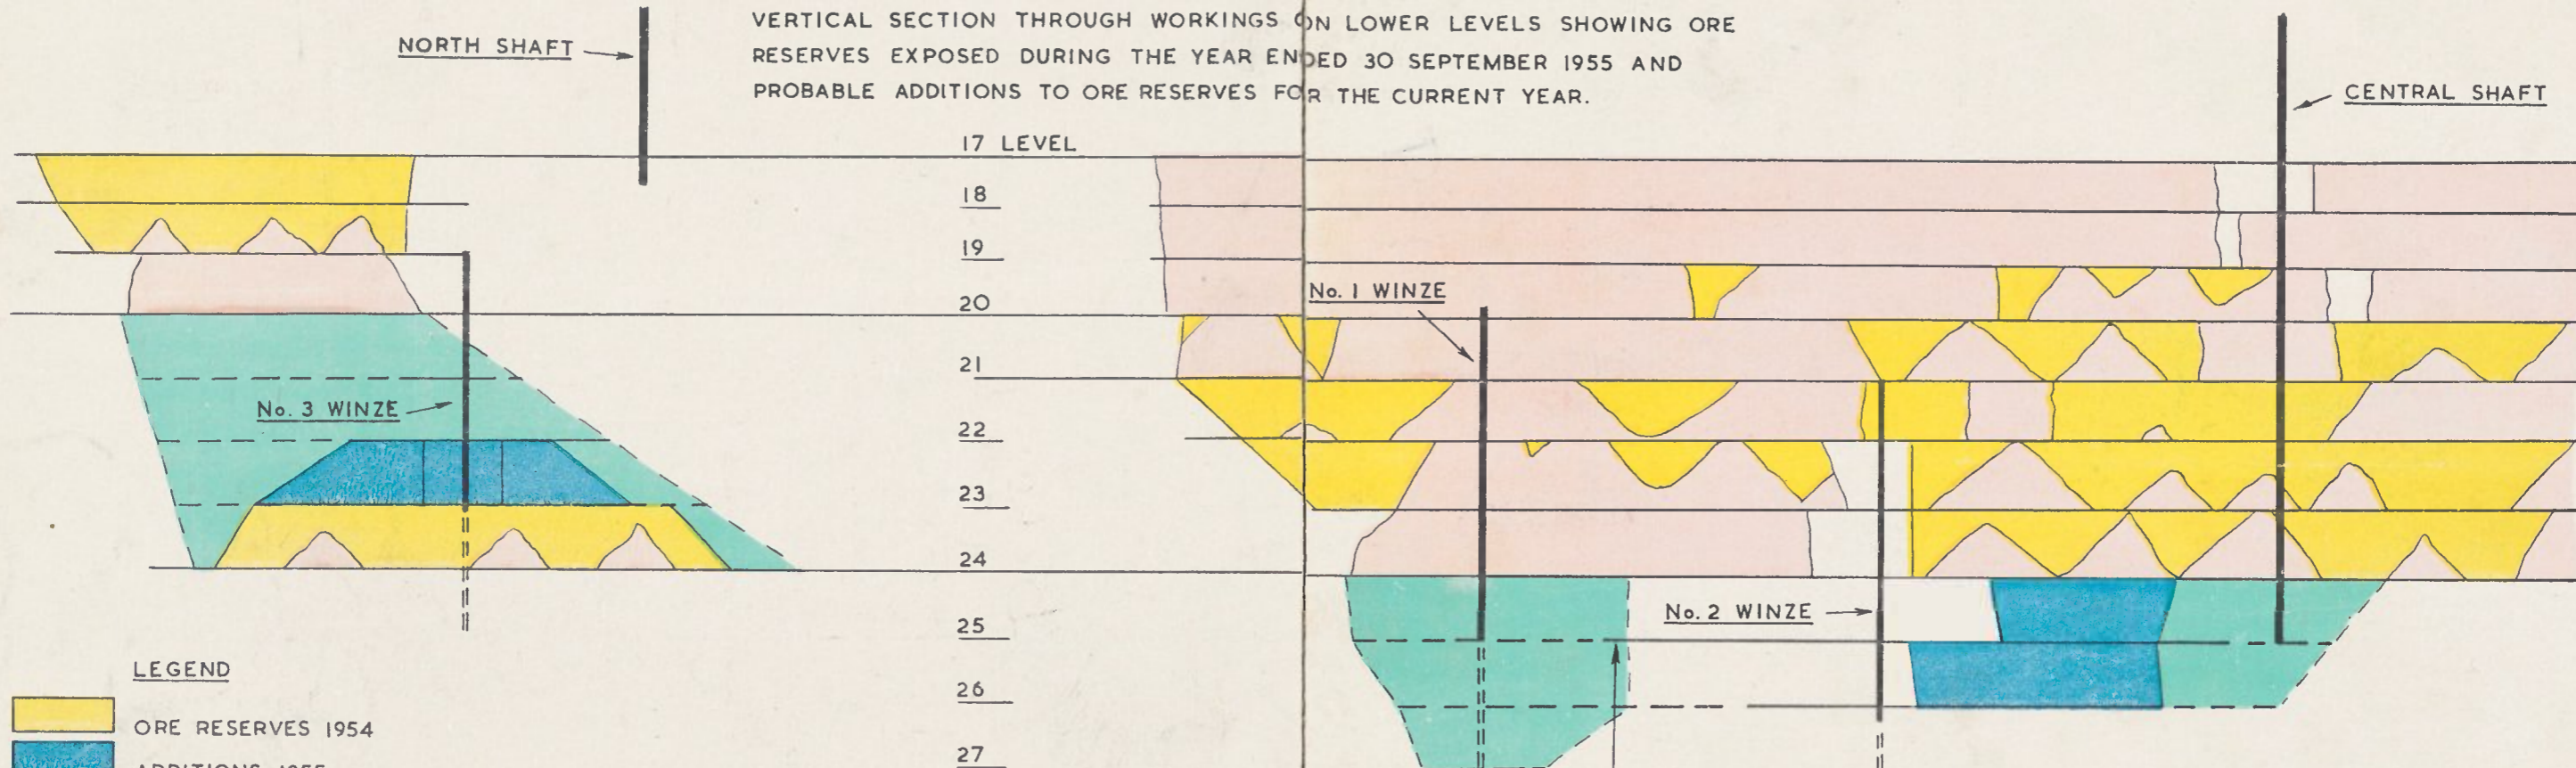 VERTICAL SECTION THROUGH WORKINGS ON LOWER LEVELS SHOWING ORE
RESERVES EXPOSED DURING THE YEAR ENDED 30 SEPTEMBER 1955 AND
PROBABLE ADDITIONS TO ORE RESERVES FOR THE CURRENT YEAR.
NORTH SHAFT
CENTRAL SHAFT
17 LEVEL
18
19
20
No. 1 WINZE
21
No. 3 WINZE
22
23
24
25
No. 2 WINZE
26
27
LEGEND
ORE RESERVES 1954
ADDITIONS 1955